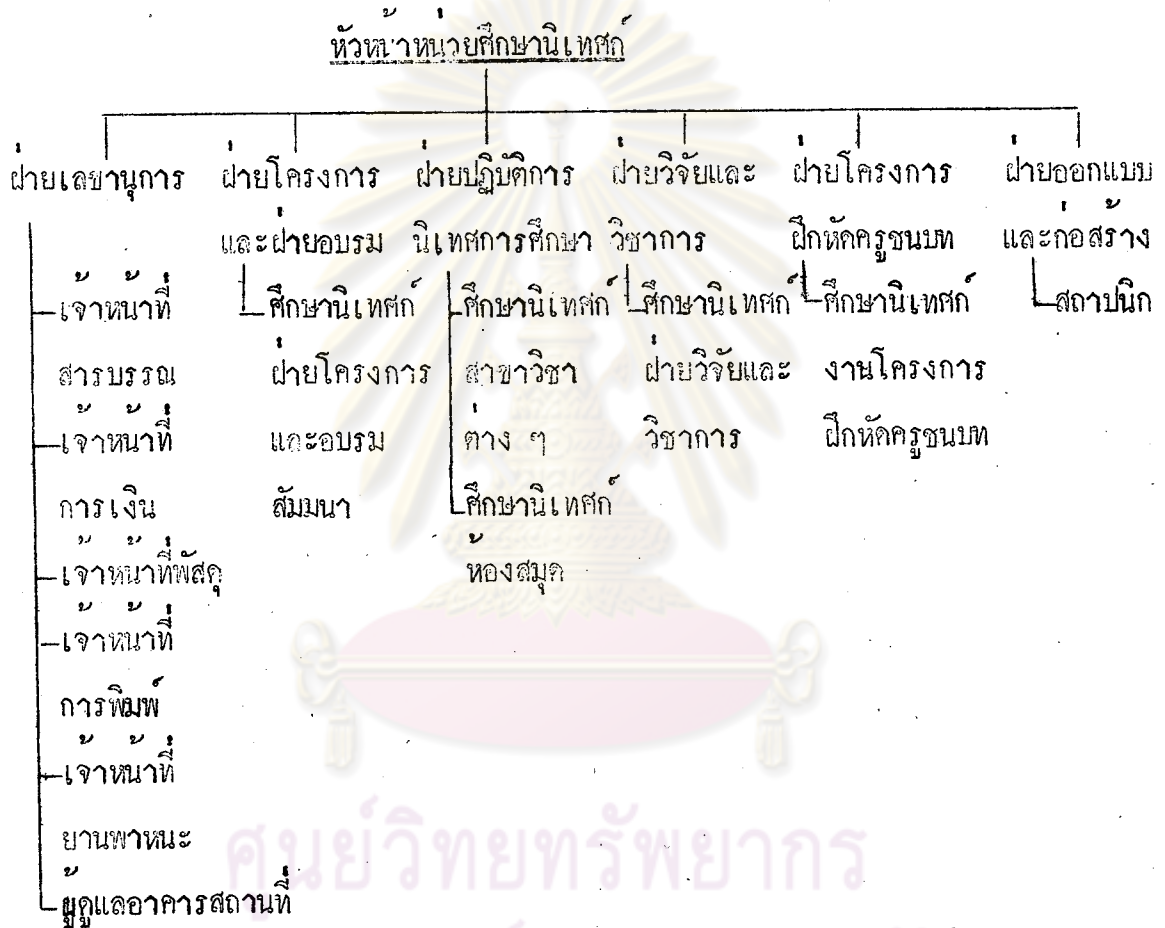 หัวหน้าหน่วยศึกษานิเทศก์
ฝ่ายเลขานุการ ฝ่ายโครงการ ฝ่ายปฏิบัติการ ฝ่ายวิจัยและ ฝ่ายโครงการ ฝ่ายออกแบบ
และฝ่ายอบรม นิเทศการศึกษา วิชาการ ฝึกหัดครูชนบท และก่อสร้าง
เจ้าหน้าที่ ศึกษานิเทศก์ ศึกษานิเทศก์ ศึกษานิเทศก์ ศึกษานิเทศก์ สถาปนิก
สารบรรณ ฝ่ายโครงการ สาขาวิชา ฝ่ายวิจัยและ งานโครงการ
เจ้าหน้าที่ และอบรม ต่าง ๆ วิชาการ ฝึกหัดครูชนบท
การเงิน สัมมนา ศึกษานิเทศก์
เจ้าหน้าที่พัสดุ ห้องสมุด
เจ้าหน้าที่
การพิมพ์
เจ้าหน้าที่
ยานพาหนะ
ผู้ดูแลอาคารสถานที่
ศูนย์วิทยทรัพยากร